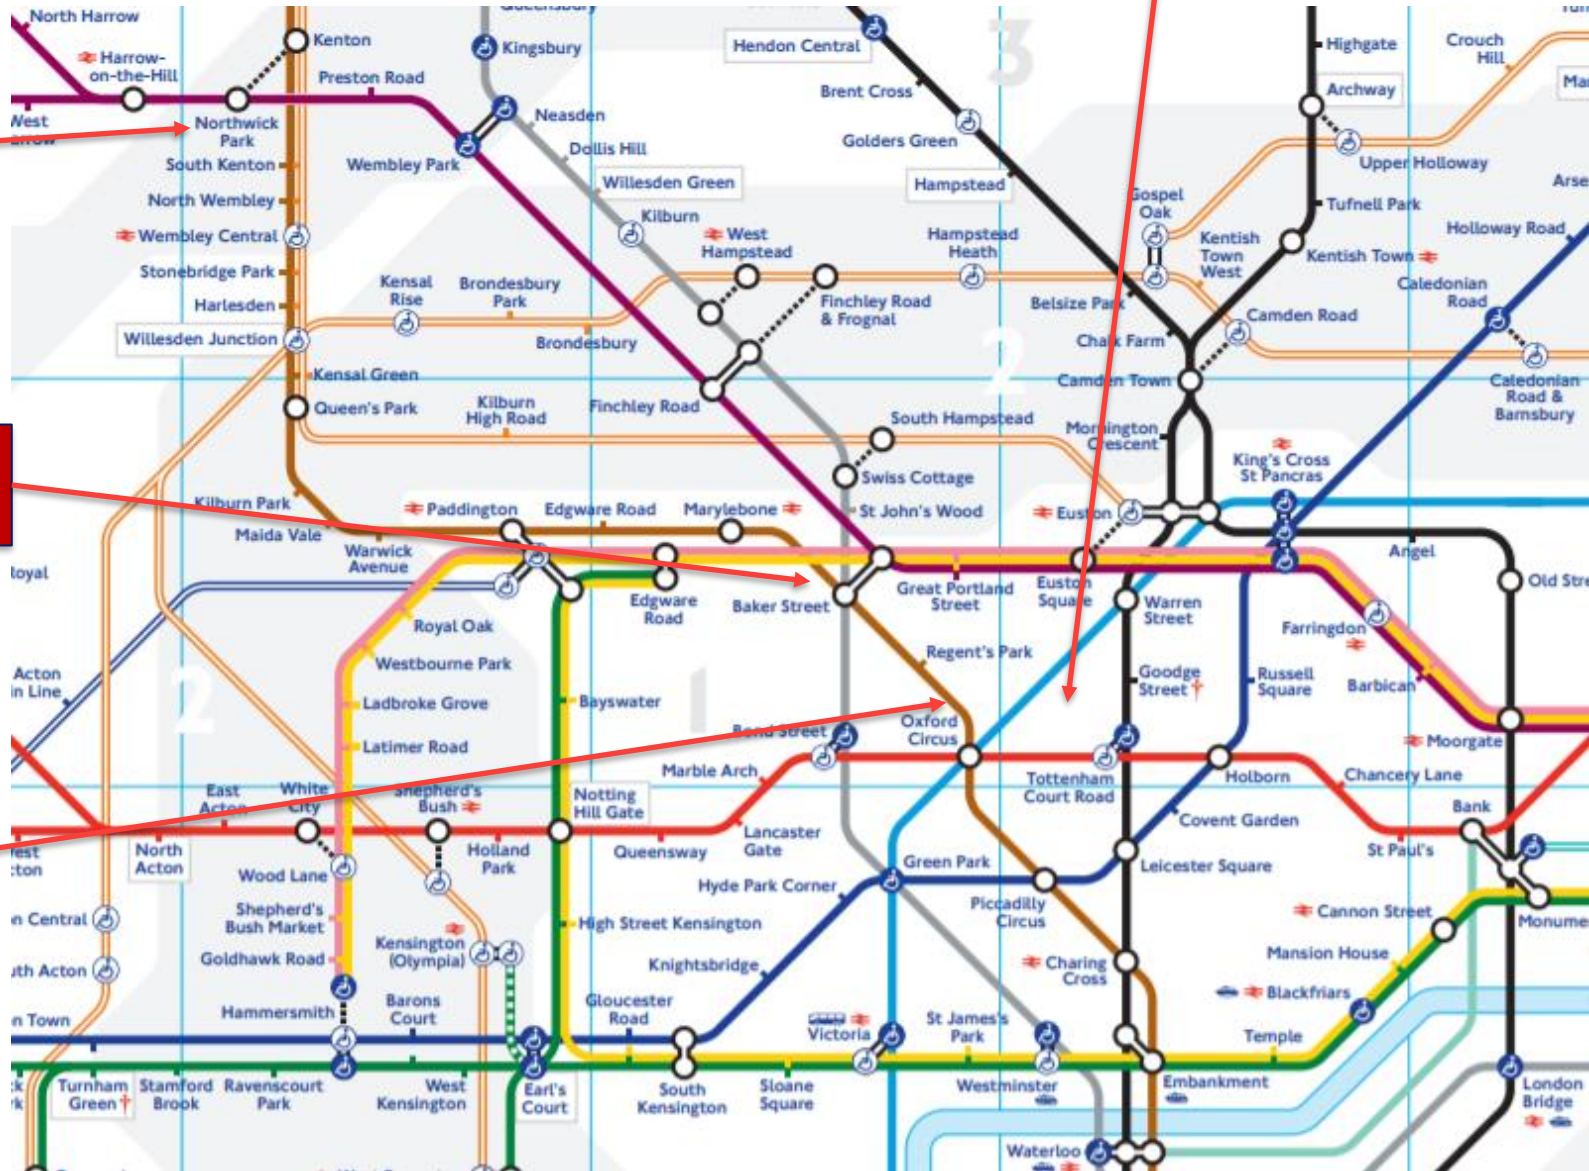 North Harrow
Harrow-
on-the-Hill
Kenton
Preston Road
Kingsbury
Hendon Central
3
Highgate
Crouch
Hill
Archway
West
Northwick
Park
Neasden
Brent Cross
Golders Green
Dollis Hill
Wembley Park
South Kenton
Willesden Green
Hampstead
Upper Holloway
North Wembley
Kilburn
Gospel
Oak
Tufnell Park
Holloway Road
Wembley Central
West
Hampstead
Hampstead
Heath
Kentish
Town
West
Kentish Town
Stonebridge Park
Kensal
Rise
Brondesbury
Park
Caledonian
Road
Harlesden
Finchley Road
& Frognal
Belsize Park
Camden Road
Willesden Junction
Brondesbury
2
Chalk Farm
Kensal Green
Camden Town
Caledonian
Road &
Barnsbury
Queen's Park
Kilburn
High Road
Finchley Road
South Hampstead
Mornington
Crescent
King's Cross
St Pancras
Swiss Cottage
Kilburn Park
Paddington
Edgware Road
Marylebone
St John's Wood
Euston
Maida Vale
Warwick
Avenue
Angel
Royal
Edgware
Road
Baker Street
Great Portland
Street
Euston
Square
Warren
Street
Farringdon
Royal Oak
Regent's Park
Westbourne Park
Acton
Goodge
Street†
Russell
Square
Barbican
2
Ladbroke Grove
Bayswater
1
Latimer Road
Bond Street
Oxford
Circus
Moorgate
Marble Arch
Tottenham
Court Road
Holborn
Chancery Lane
East
Acton
White
City
Shepherd's
Bush
Notting
Hill Gate
Bank
North
Acton
Holland
Park
Queensway
Lancaster
Gate
Covent Garden
St Paul's
Wood Lane
Green Park
Leicester Square
Hyde Park Corner
Shepherd's
Bush Market
High Street Kensington
Piccadilly
Circus
Cannon Street
Kensington
(Olympia)
Mansion House
Goldhawk Road
Knightsbridge
Charing
Cross
Blackfriars
Hammersmith
Barons
Court
Gloucester
Road
Victoria
St James's
Park
Temple
Turnham
Green†
Stamford
Brook
Ravenscourt
Park
West
Kensington
Earl's
Court
South
Kensington
Sloane
Square
Westminster
Embankment
London
Bridge
Waterloo